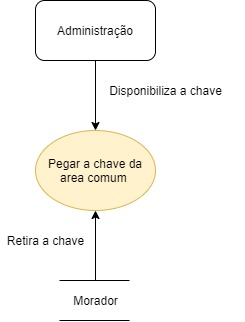 Administração
Disponibiliza a chave
Pegar a chave da
area comum
Retira a chave
Morador